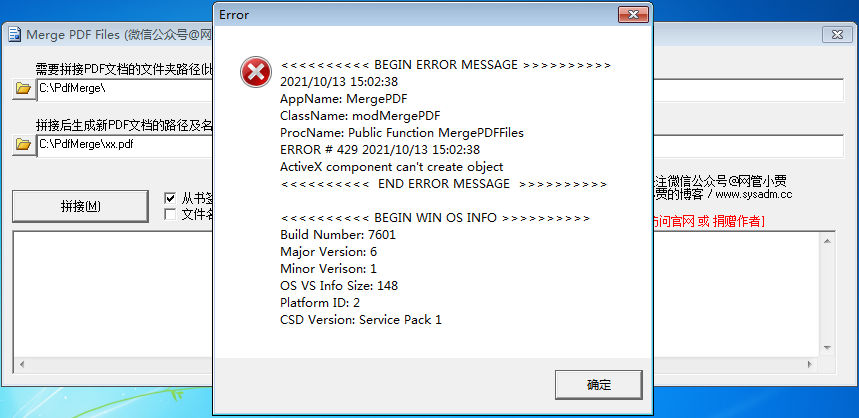 Error
Merge PDF Files (微信公众号@网
需要拼接PDF文档的文件夹路径(比
C:\PdfMerge\
拼接后生成新PDF文档的路径及名
C:\PdfMerge\xx.pdf
拼接(M)
从书签
文件名
注微信公众号@网管小贾
贾的博客 / www.sysadm.cc
访问官网 或 捐赠作者]
<<<<<<<<<< BEGIN ERROR MESSAGE >>>>>>>>>>
2021/10/13 15:02:38
AppName: MergePDF
ClassName: modMergePDF
ProcName: Public Function MergePDFFiles
ERROR # 429 2021/10/13 15:02:38
ActiveX component can't create object
<<<<<<<<<< END ERROR MESSAGE >>>>>>>>>>
<<<<<<<<<< BEGIN WIN OS INFO >>>>>>>>>>
Build Number: 7601
Major Version: 6
Minor Verison: 1
OS VS Info Size: 148
Platform ID: 2
CSD Version: Service Pack 1
确定